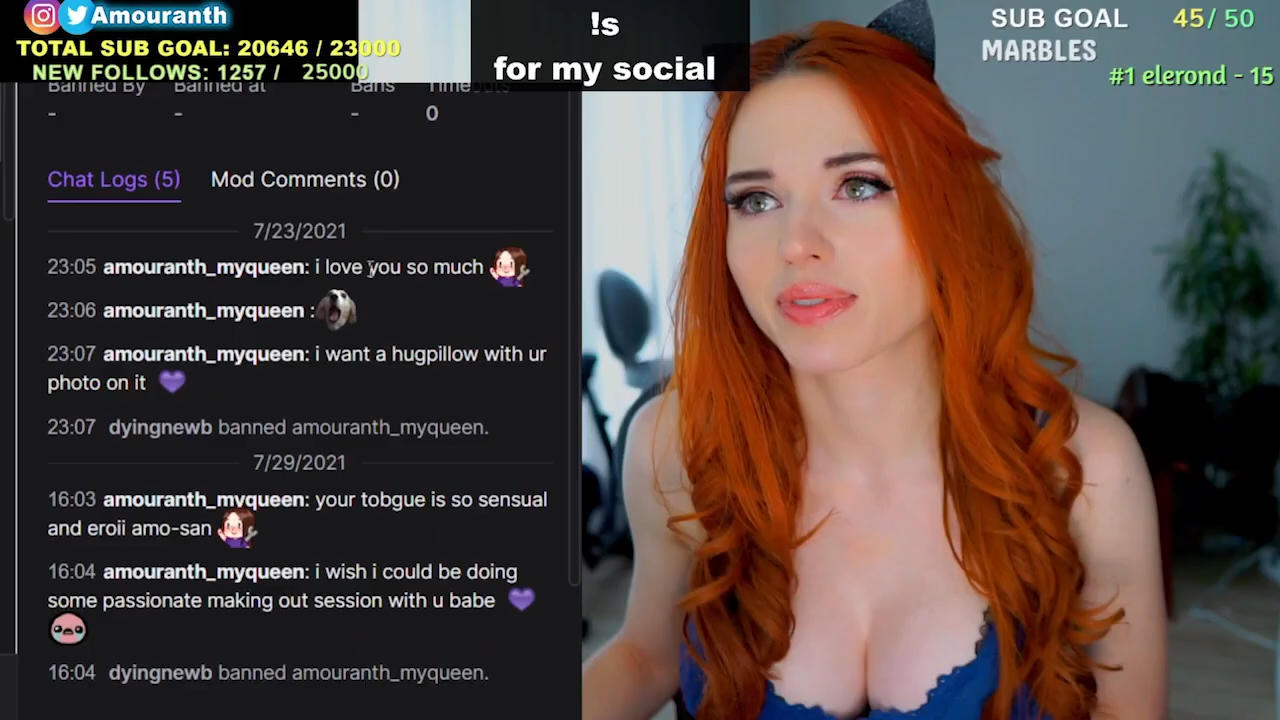 Amouranth
TOTAL SUB GOAL: 20646 / 23000
NEW FOLLOWS: 1257 / 25000
!s
for my social
SUB GOAL 45/ 50
MARBLES
#1 elerond - 15
Banned By Banned at Bans Timeouts
- - - 0
Chat Logs (5) Mod Comments (0)
7/23/2021
23:05 amouranth_myqueen: i love you so much
23:06 amouranth_myqueen :
23:07 amouranth_myqueen: i want a hugpillow with ur
photo on it
23:07 dyingnewb banned amouranth_myqueen.
7/29/2021
16:03 amouranth_myqueen: your tobgue is so sensual
and eroii amo-san
16:04 amouranth_myqueen: i wish i could be doing
some passionate making out session with u babe
16:04 dyingnewb banned amouranth_myqueen.